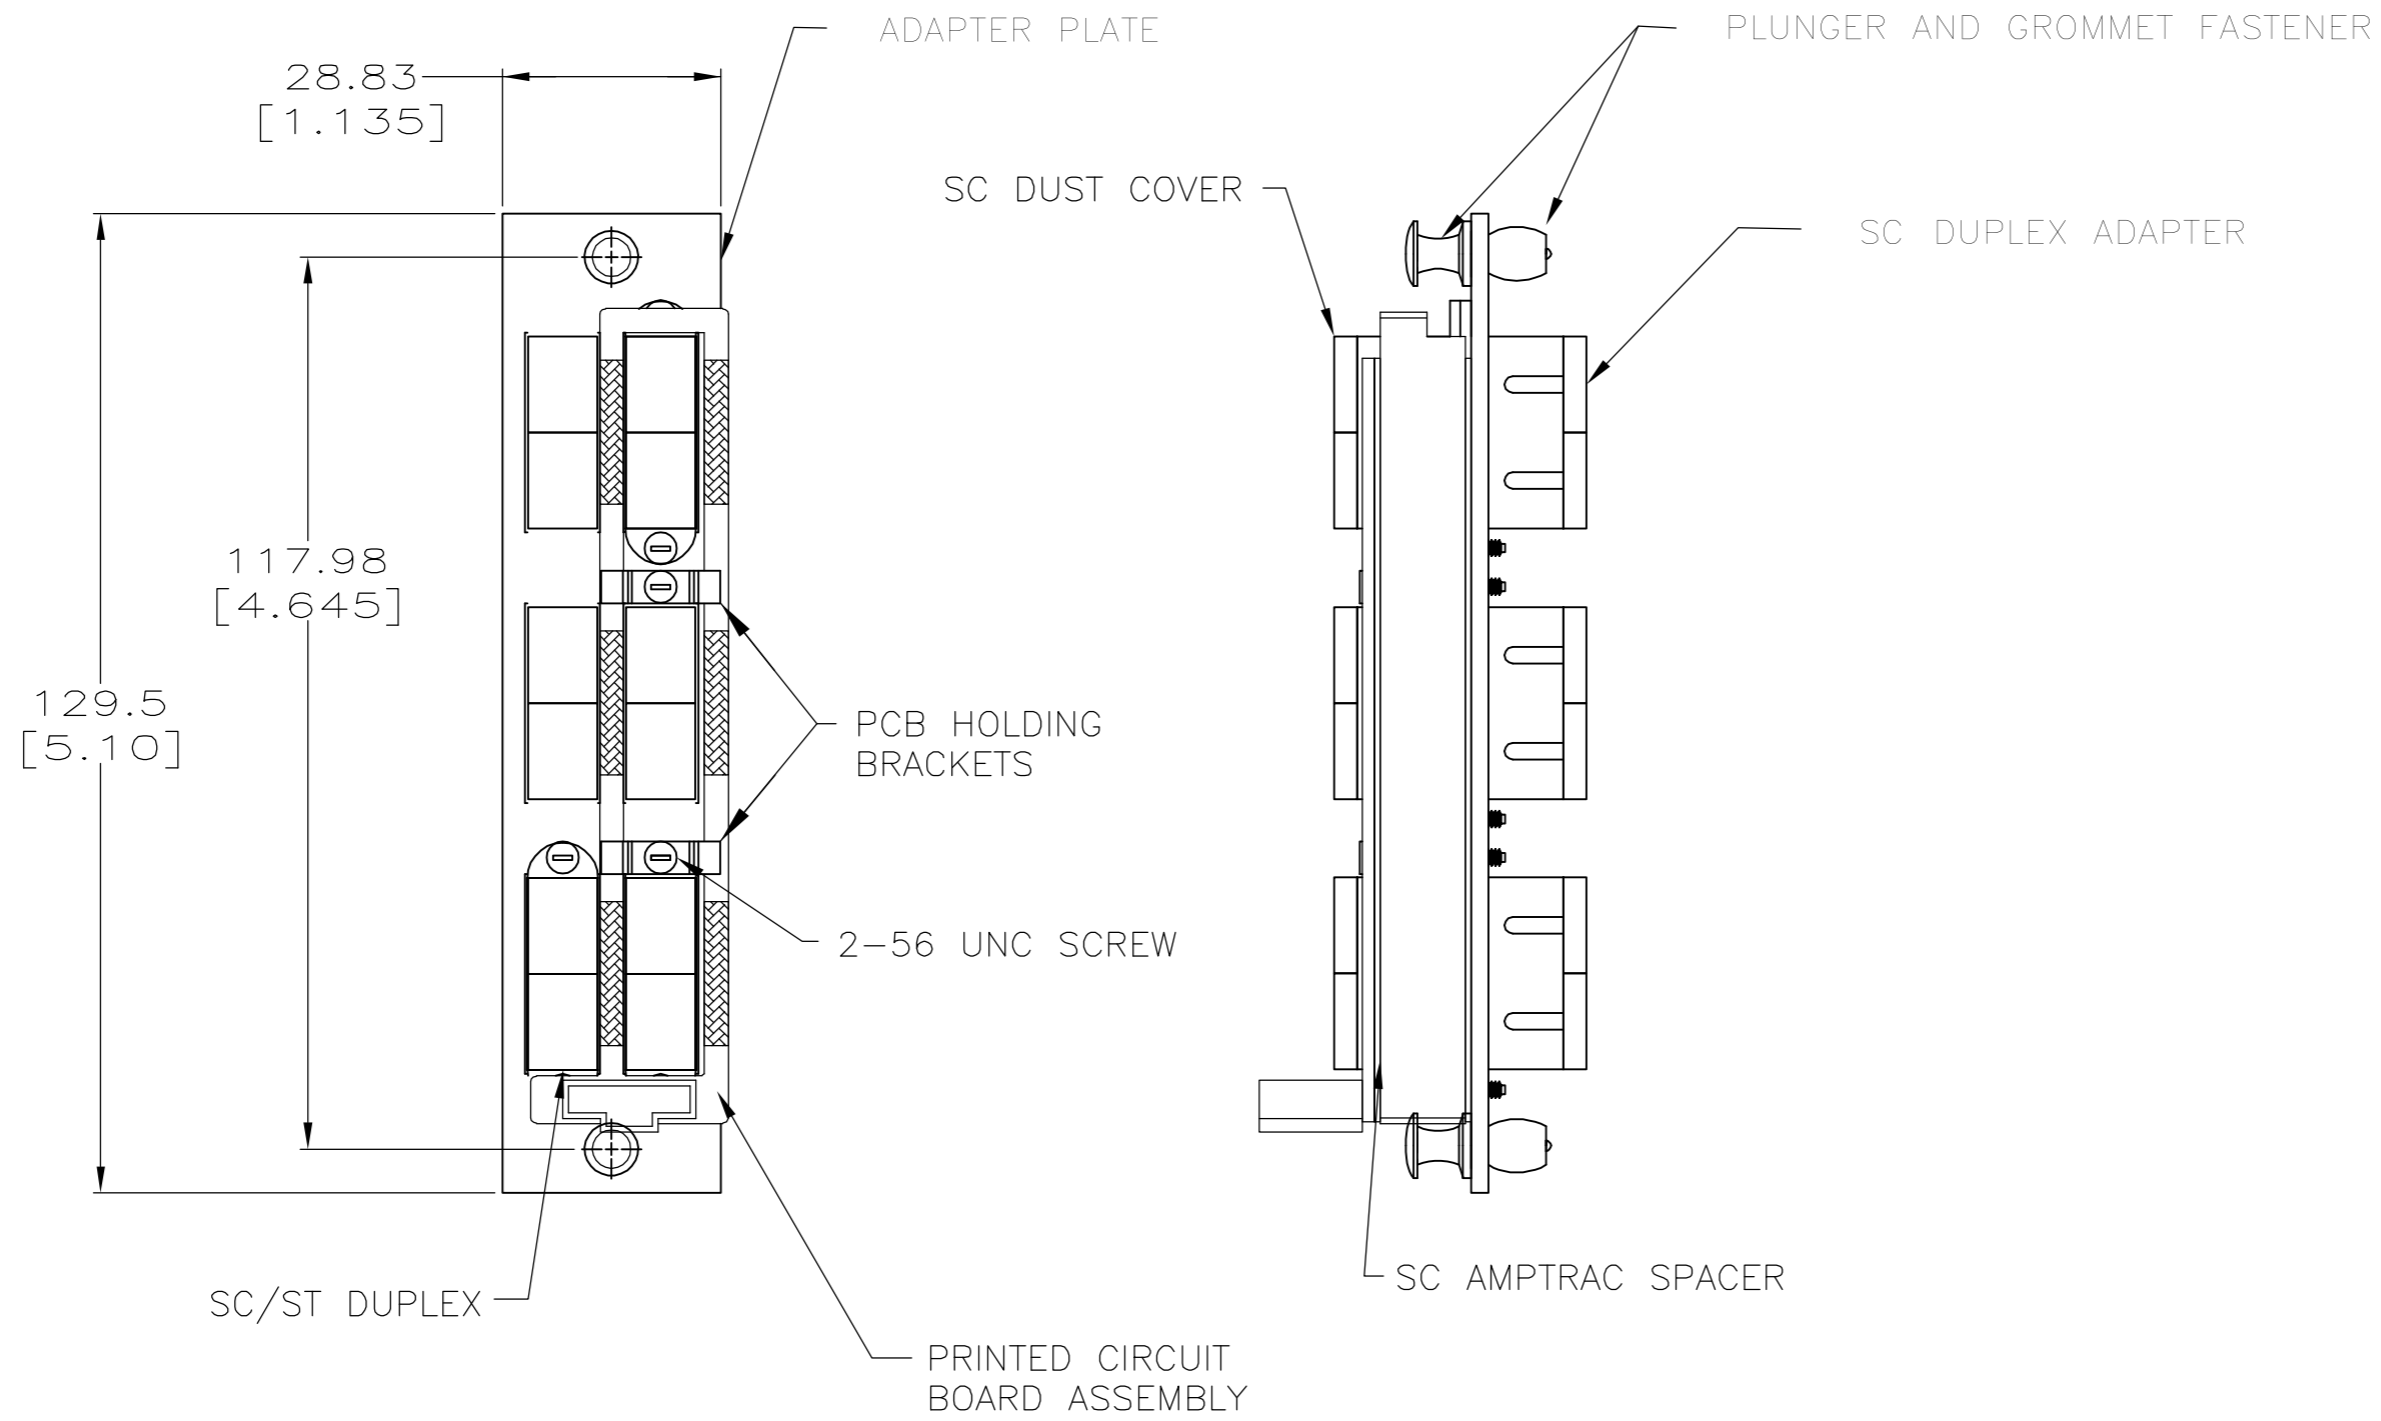 ADAPTER PLATE
PLUNGER AND GROMMET FASTENER
28.83
[1.135]
SC DUST COVER
SC DUPLEX ADAPTER
117.98
[4.645]
129.5
[5.10]
PCB HOLDING
BRACKETS
2-56 UNC SCREW
SC AMPTRAC SPACER
SC/ST DUPLEX
PRINTED CIRCUIT
BOARD ASSEMBLY